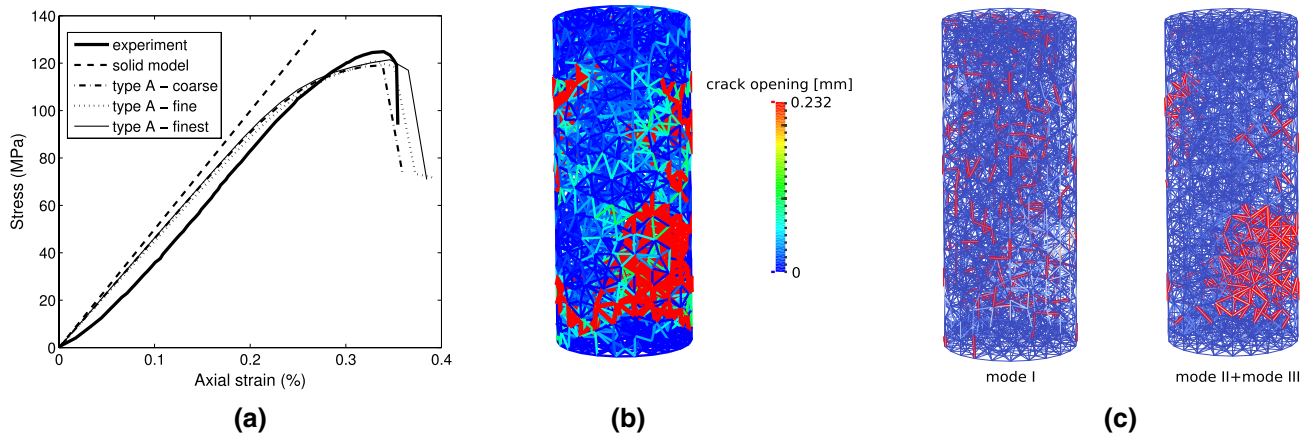 140
120
100
80
60
40
20
0
Stress (MPa)
experiment
solid model
type A − coarse
type A − fine
type A − finest
0 0.1 0.2 0.3 0.4
Axial strain (%)
(a)
crack opening [mm]
0.232
0
(b)
mode I
mode II+mode III
(c)